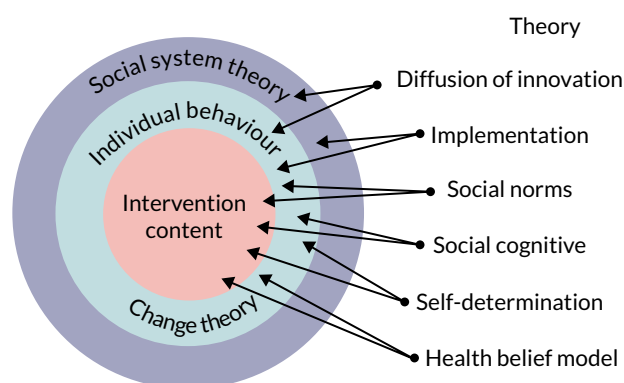 Theory
Social system theory
Diffusion of innovation
Individual behaviour
Implementation
Intervention
content
Social norms
Social cognitive
Change theory
Self-determination
Health belief model